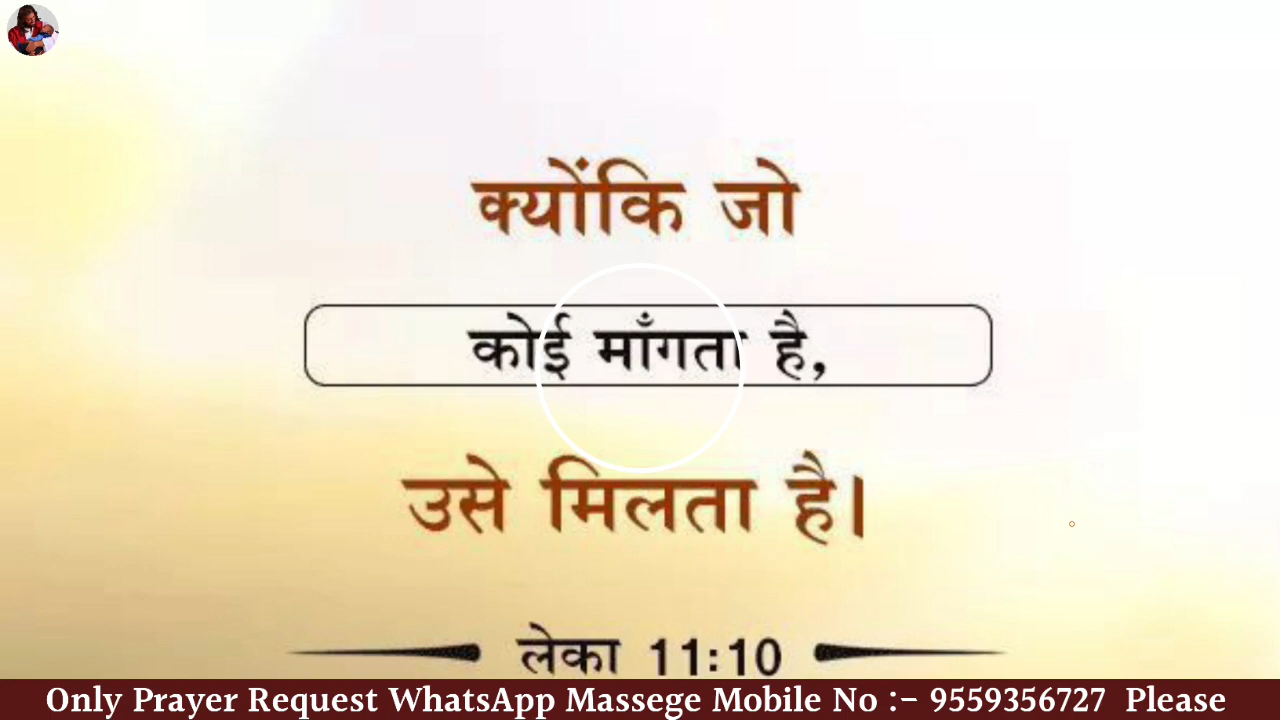 क्योंकि जो
कोई माँगता है,
उसे मिलता है।
लेका 11:10
Only Prayer Request WhatsApp Massege Mobile No :- 9559356727 Please